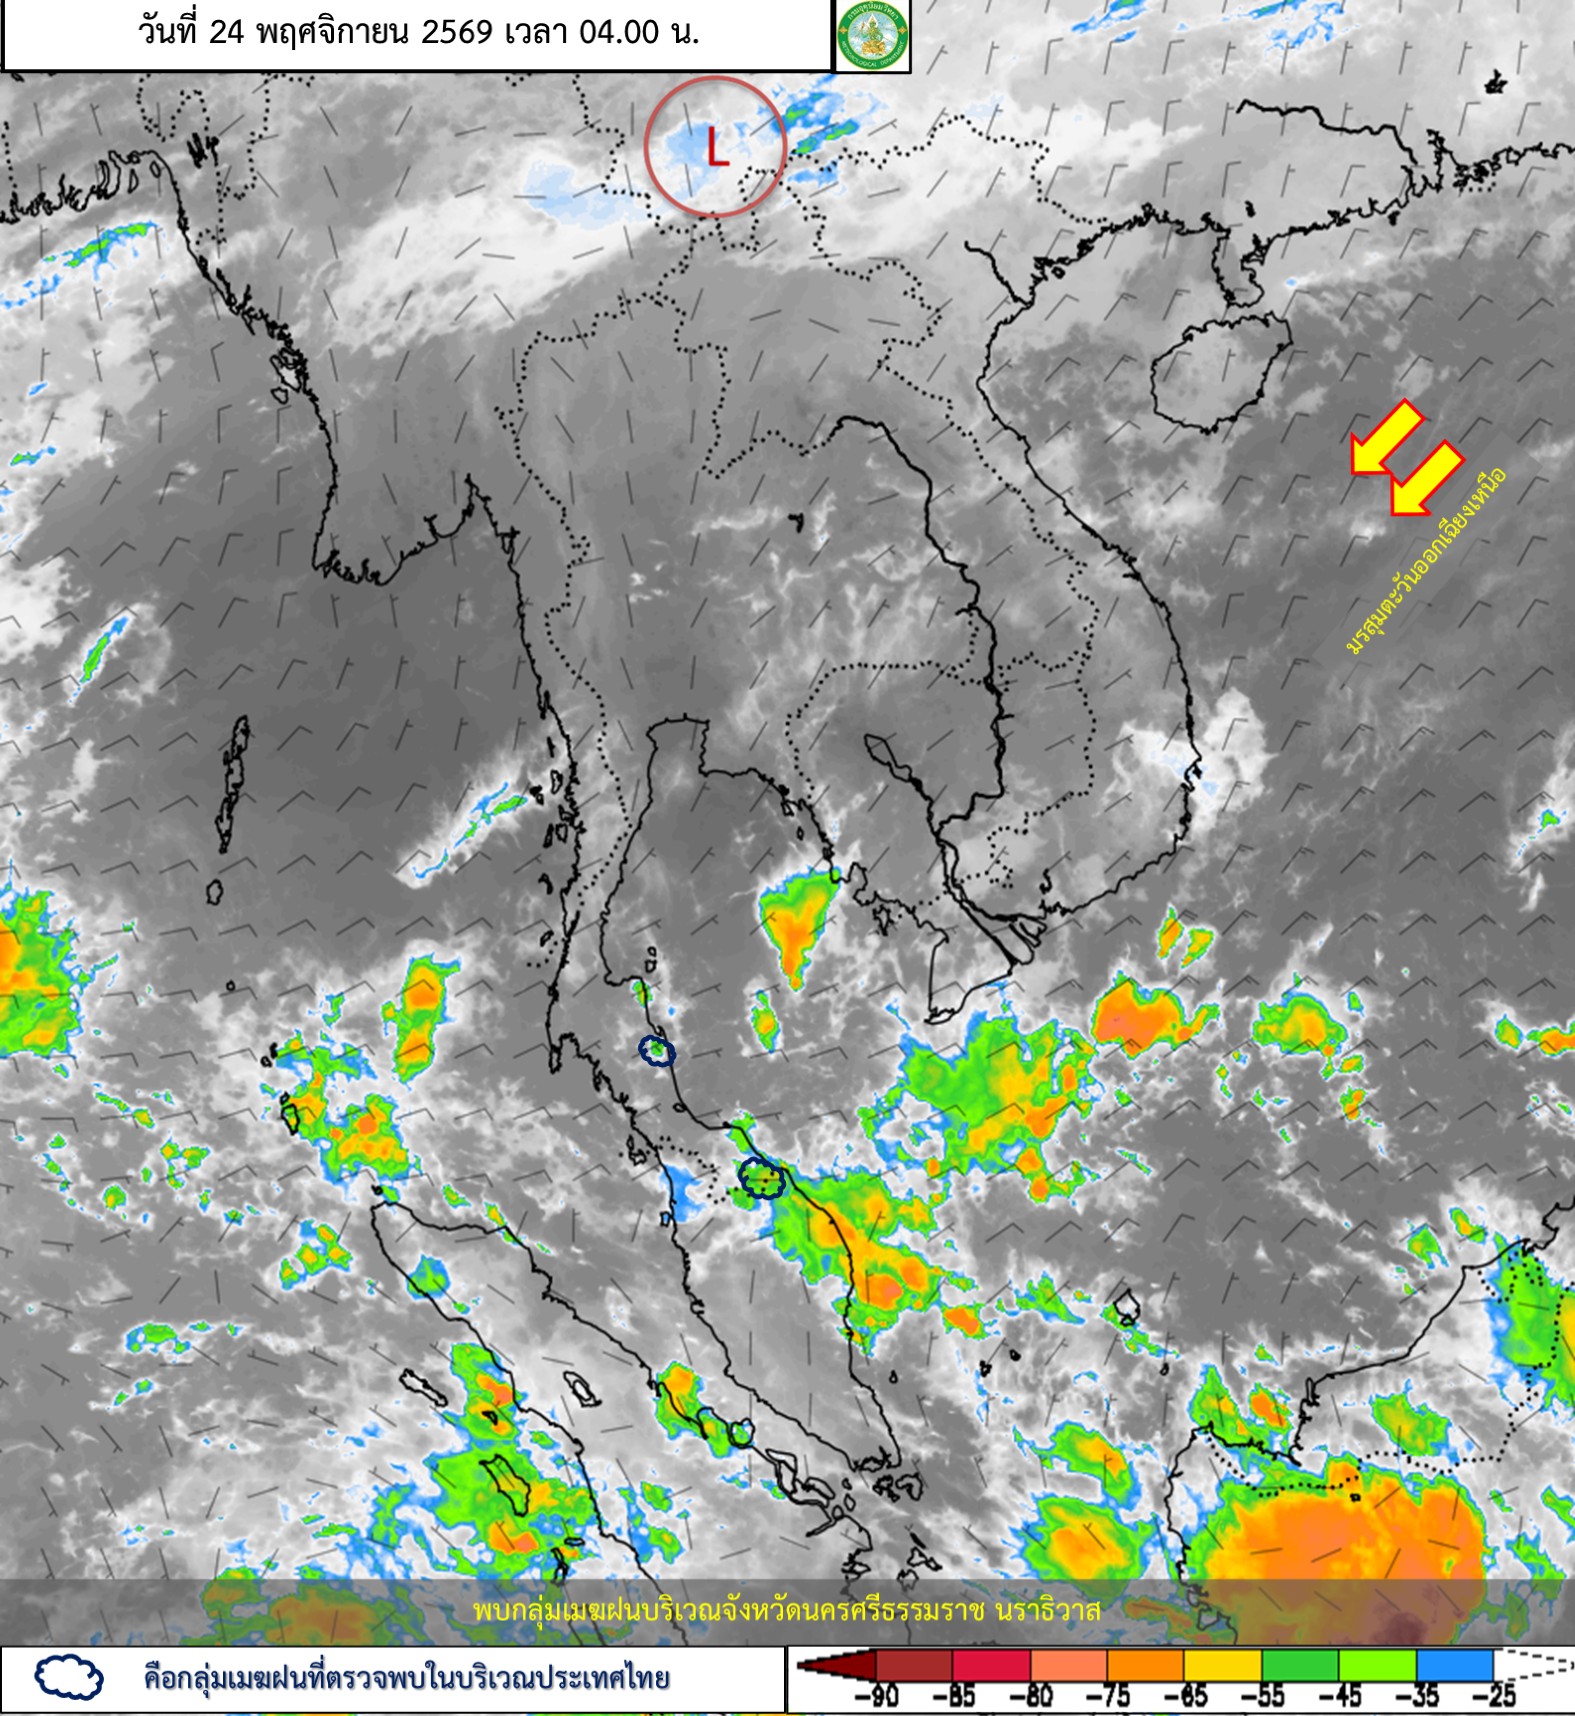 วันที่ 24 พฤศจิกายน 2569 เวลา 04.00 น.
L
มรสุมตะวันออกเฉียงเหนือ
พบกลุ่มเมฆฝนบริเวณจังหวัดนครศรีธรรมราช นราธิวาส
คือกลุ่มเมฆฝนที่ตรวจพบในบริเวณประเทศไทย
-90 -85 -80 -75 -65 -55 -45 -35 -25